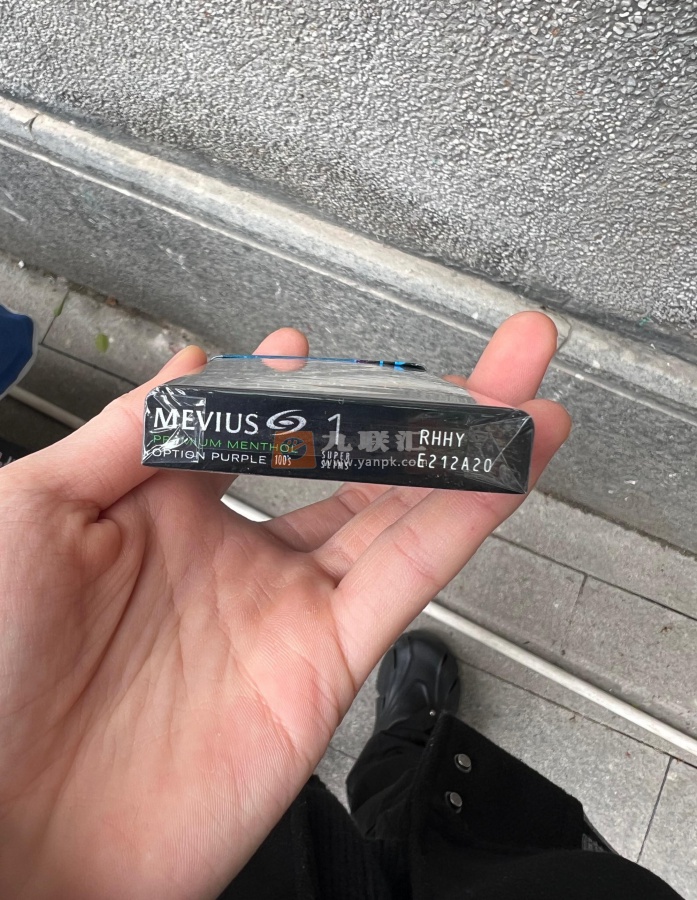 MEVIUS 1
PREMIUM MENTHOL
OPTION PURPLE 100's
SUPER
SLIMS
RHHY
E212A20
九联汇
www.yanpk.com